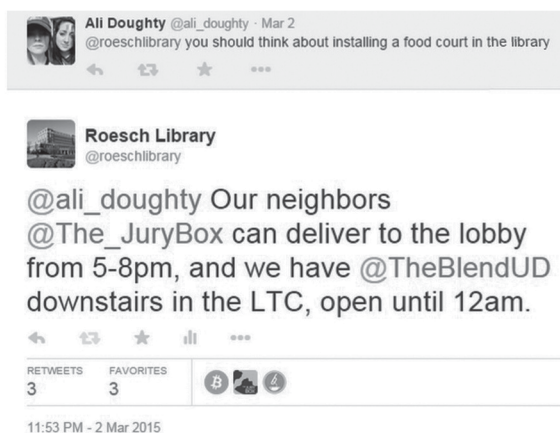 Ali Doughty @ali_doughty · Mar 2
@roeschlibrary you should think about installing a food court in the library
Roesch Library
@roeschlibrary
@ali_doughty Our neighbors
@The_JuryBox can deliver to the lobby
from 5-8pm, and we have @TheBlendUD
downstairs in the LTC, open until 12am.
RETWEETS FAVORITES
3 3
11:53 PM - 2 Mar 2015